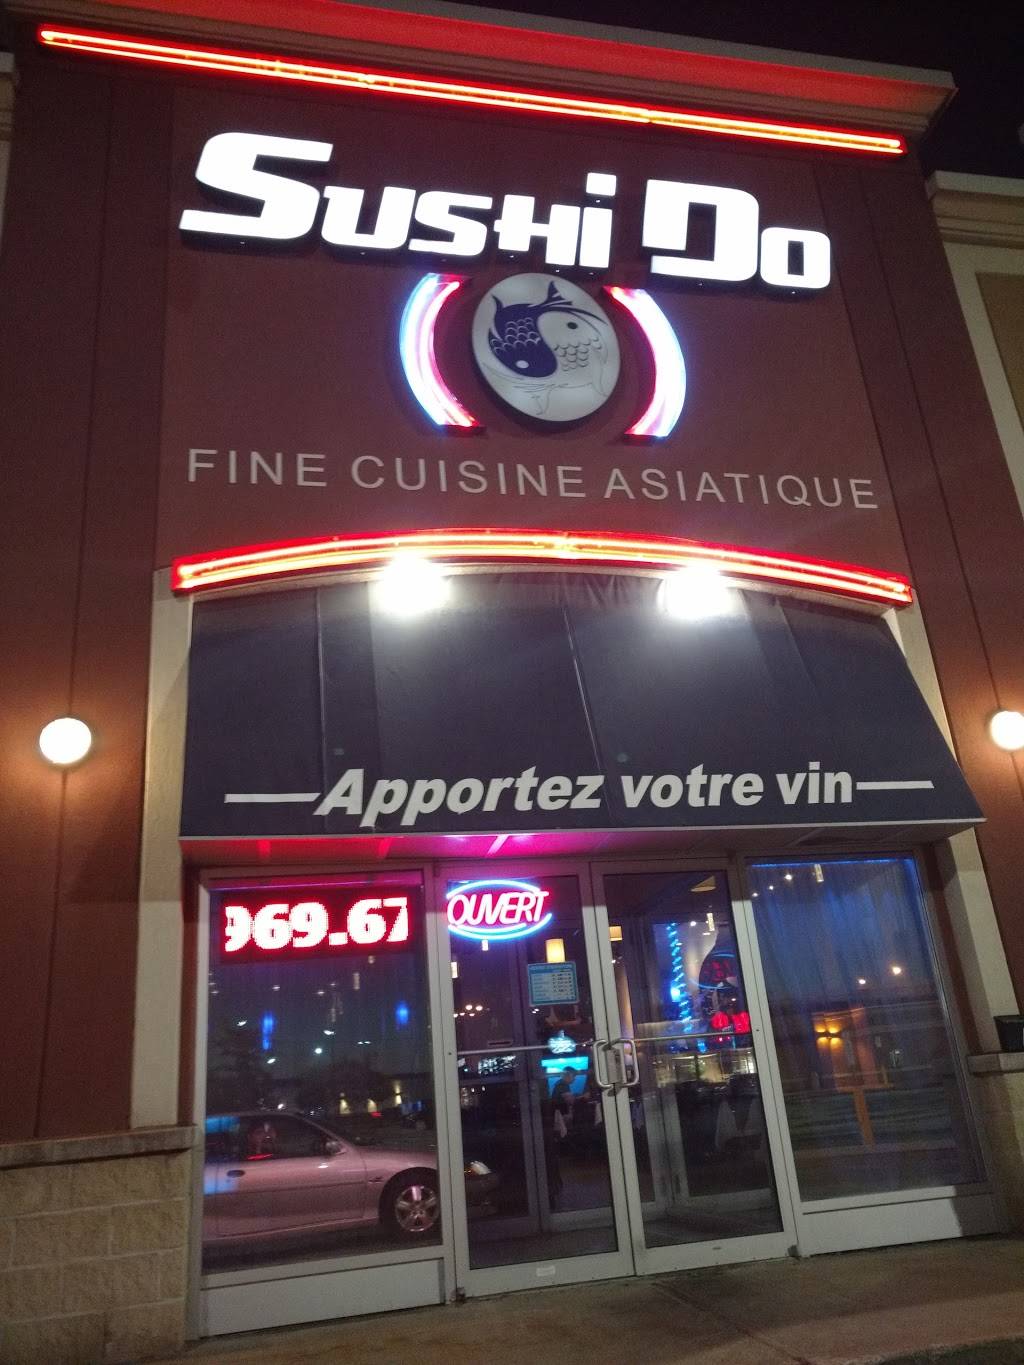 Sushi Do
FINE CUISINE ASIATIQUE
Apportez votre vin
969.67
OUVERT